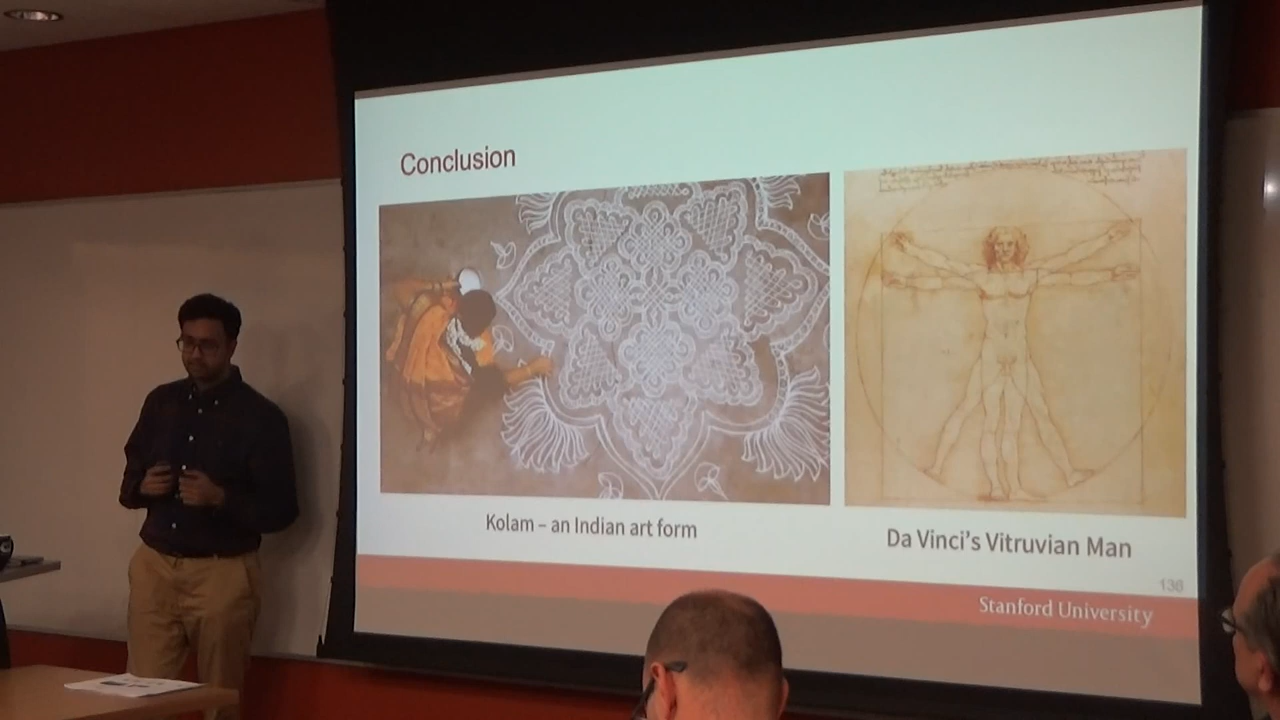 Conclusion
Kolam – an Indian art form
Da Vinci's Vitruvian Man
136
Stanford University